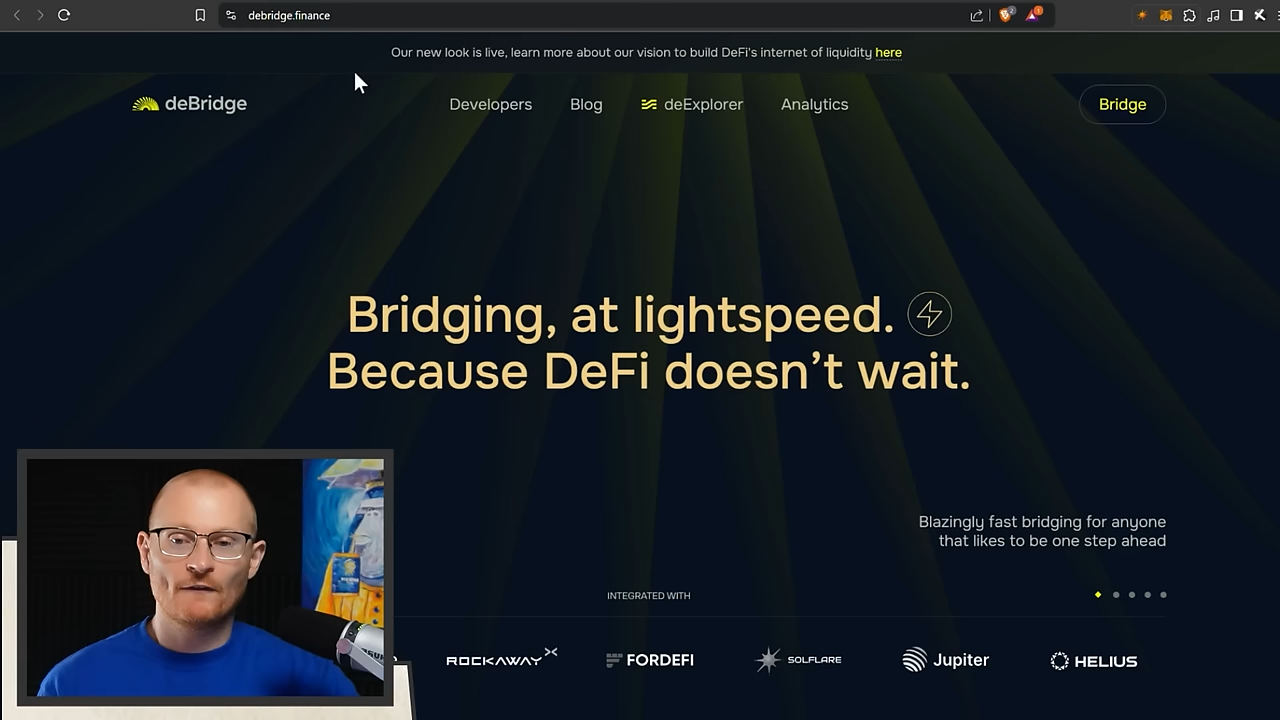 debridge.finance
Our new look is live, learn more about our vision to build DeFi's internet of liquidity here
deBridge
Developers
Blog
deExplorer
Analytics
Bridge
Bridging, at lightspeed.
Because DeFi doesn’t wait.
Blazingly fast bridging for anyone
that likes to be one step ahead
INTEGRATED WITH
ROCKAWAY
FORDEFI
SOLFLARE
Jupiter
HELIUS